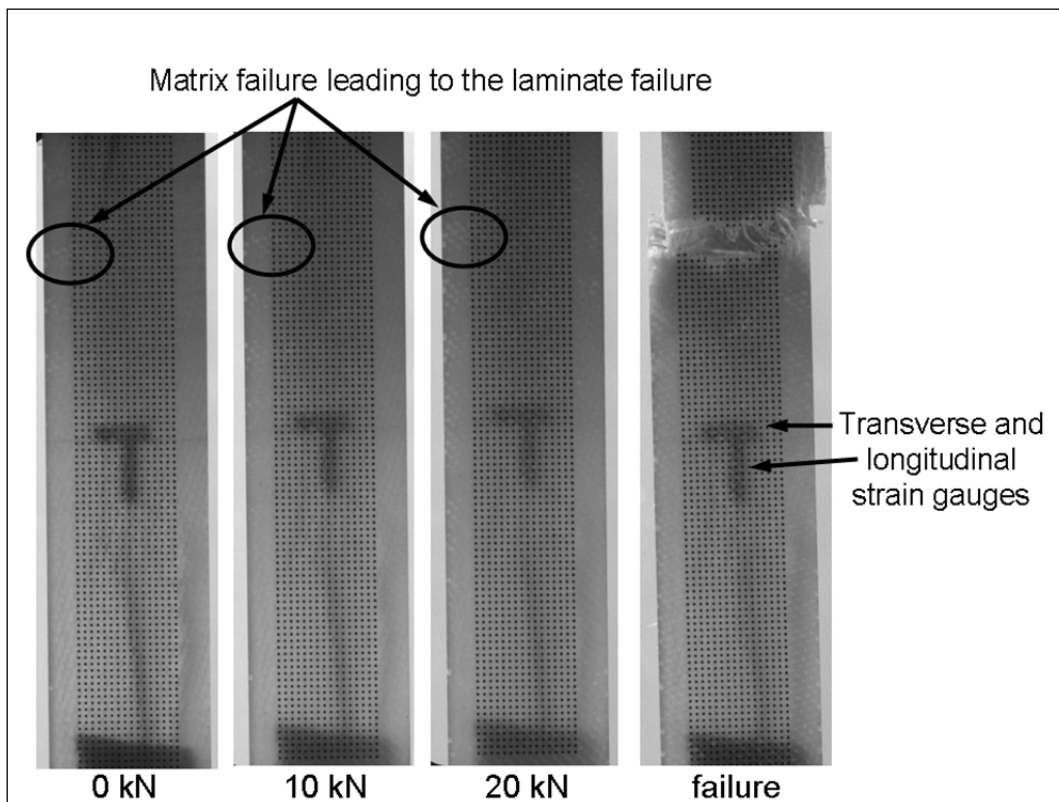 Matrix failure leading to the laminate failure
Transverse and
longitudinal
strain gauges
0 kN
10 kN
20 kN
failure